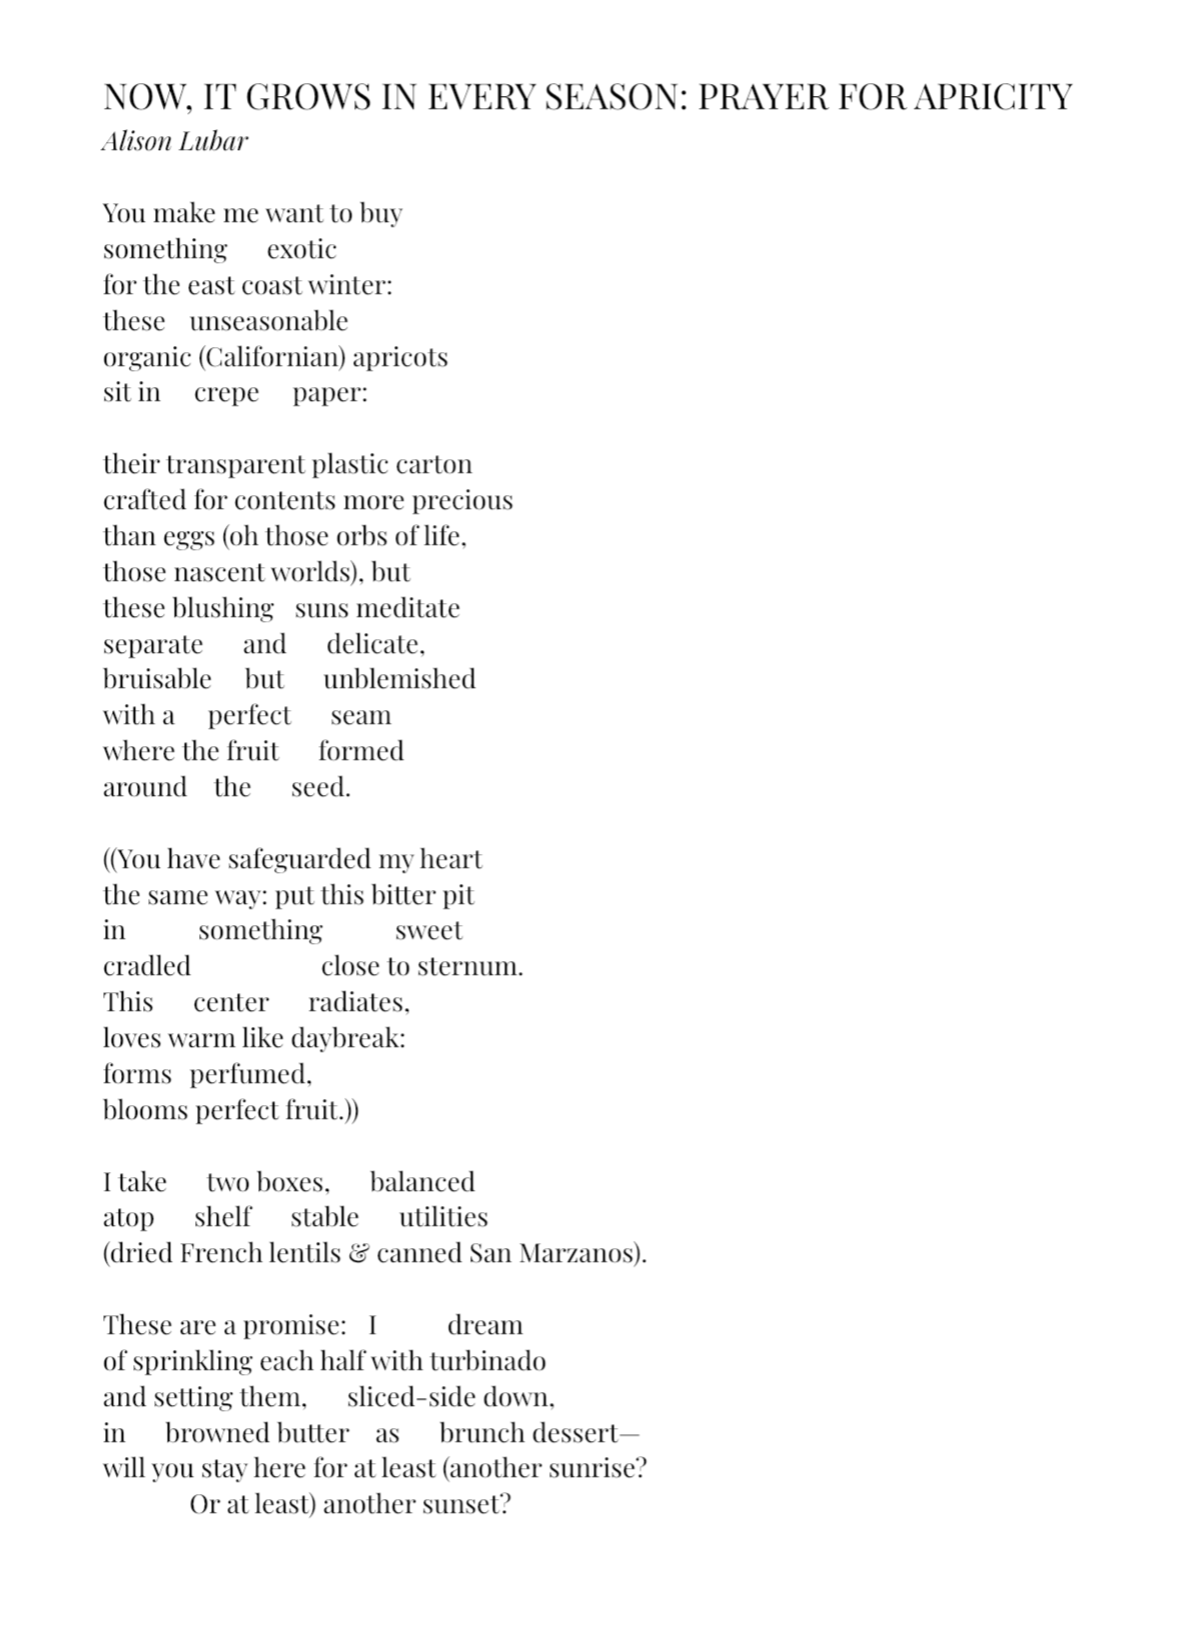 NOW, IT GROWS IN EVERY SEASON: PRAYER FOR APRICITY
Alison Lubar
You make me want to buy
something exotic
for the east coast winter:
these unseasonable
organic (Californian) apricots
sit in crepe paper:
their transparent plastic carton
crafted for contents more precious
than eggs (oh those orbs of life,
those nascent worlds), but
these blushing suns meditate
separate and delicate,
bruisable but unblemished
with a perfect seam
where the fruit formed
around the seed.
((You have safeguarded my heart
the same way: put this bitter pit
in something sweet
cradled close to sternum.
This center radiates,
loves warm like daybreak:
forms perfumed,
blooms perfect fruit.))
I take two boxes, balanced
atop shelf stable utilities
(dried French lentils & canned San Marzanos).
These are a promise: I dream
of sprinkling each half with turbinado
and setting them, sliced-side down,
in browned butter as brunch dessert—
will you stay here for at least (another sunrise?
Or at least) another sunset?